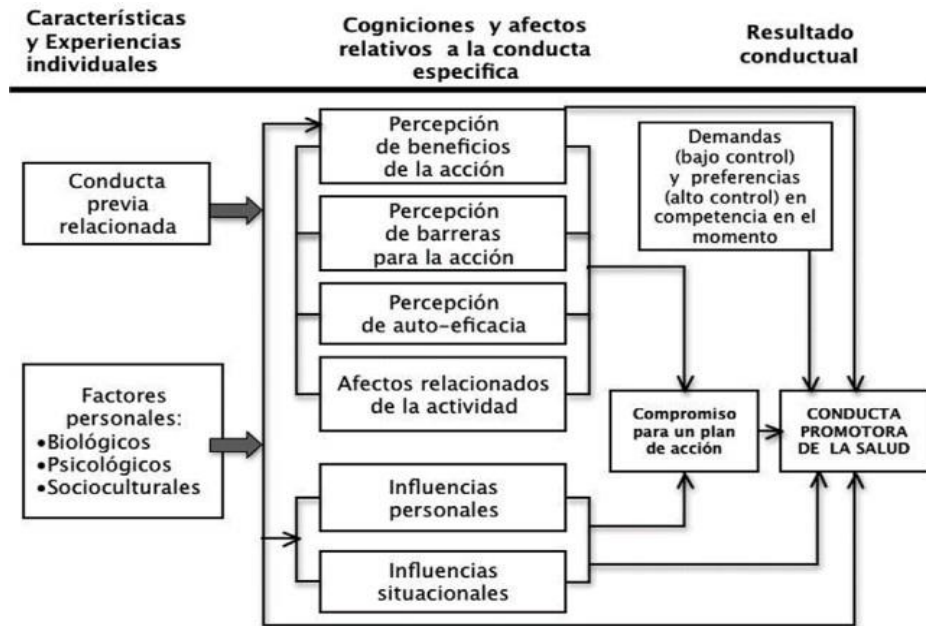 Características
y Experiencias
individuales
Cogniciones y afectos
relativos a la conducta
especifica
Resultado
conductual
Conducta
previa
relacionada
Factores
personales:
•Biológicos
•Psicológicos
•Socioculturales
Percepción
de beneficios
de la acción
Percepción
de barreras
para la acción
Percepción
de auto-eficacia
Afectos relacionados
de la actividad
Influencias
personales
Influencias
situacionales
Demandas
(bajo control)
y preferencias
(alto control) en
competencia en el
momento
Compromiso
para un plan
de acción
CONDUCTA
PROMOTORA
DE LA SALUD